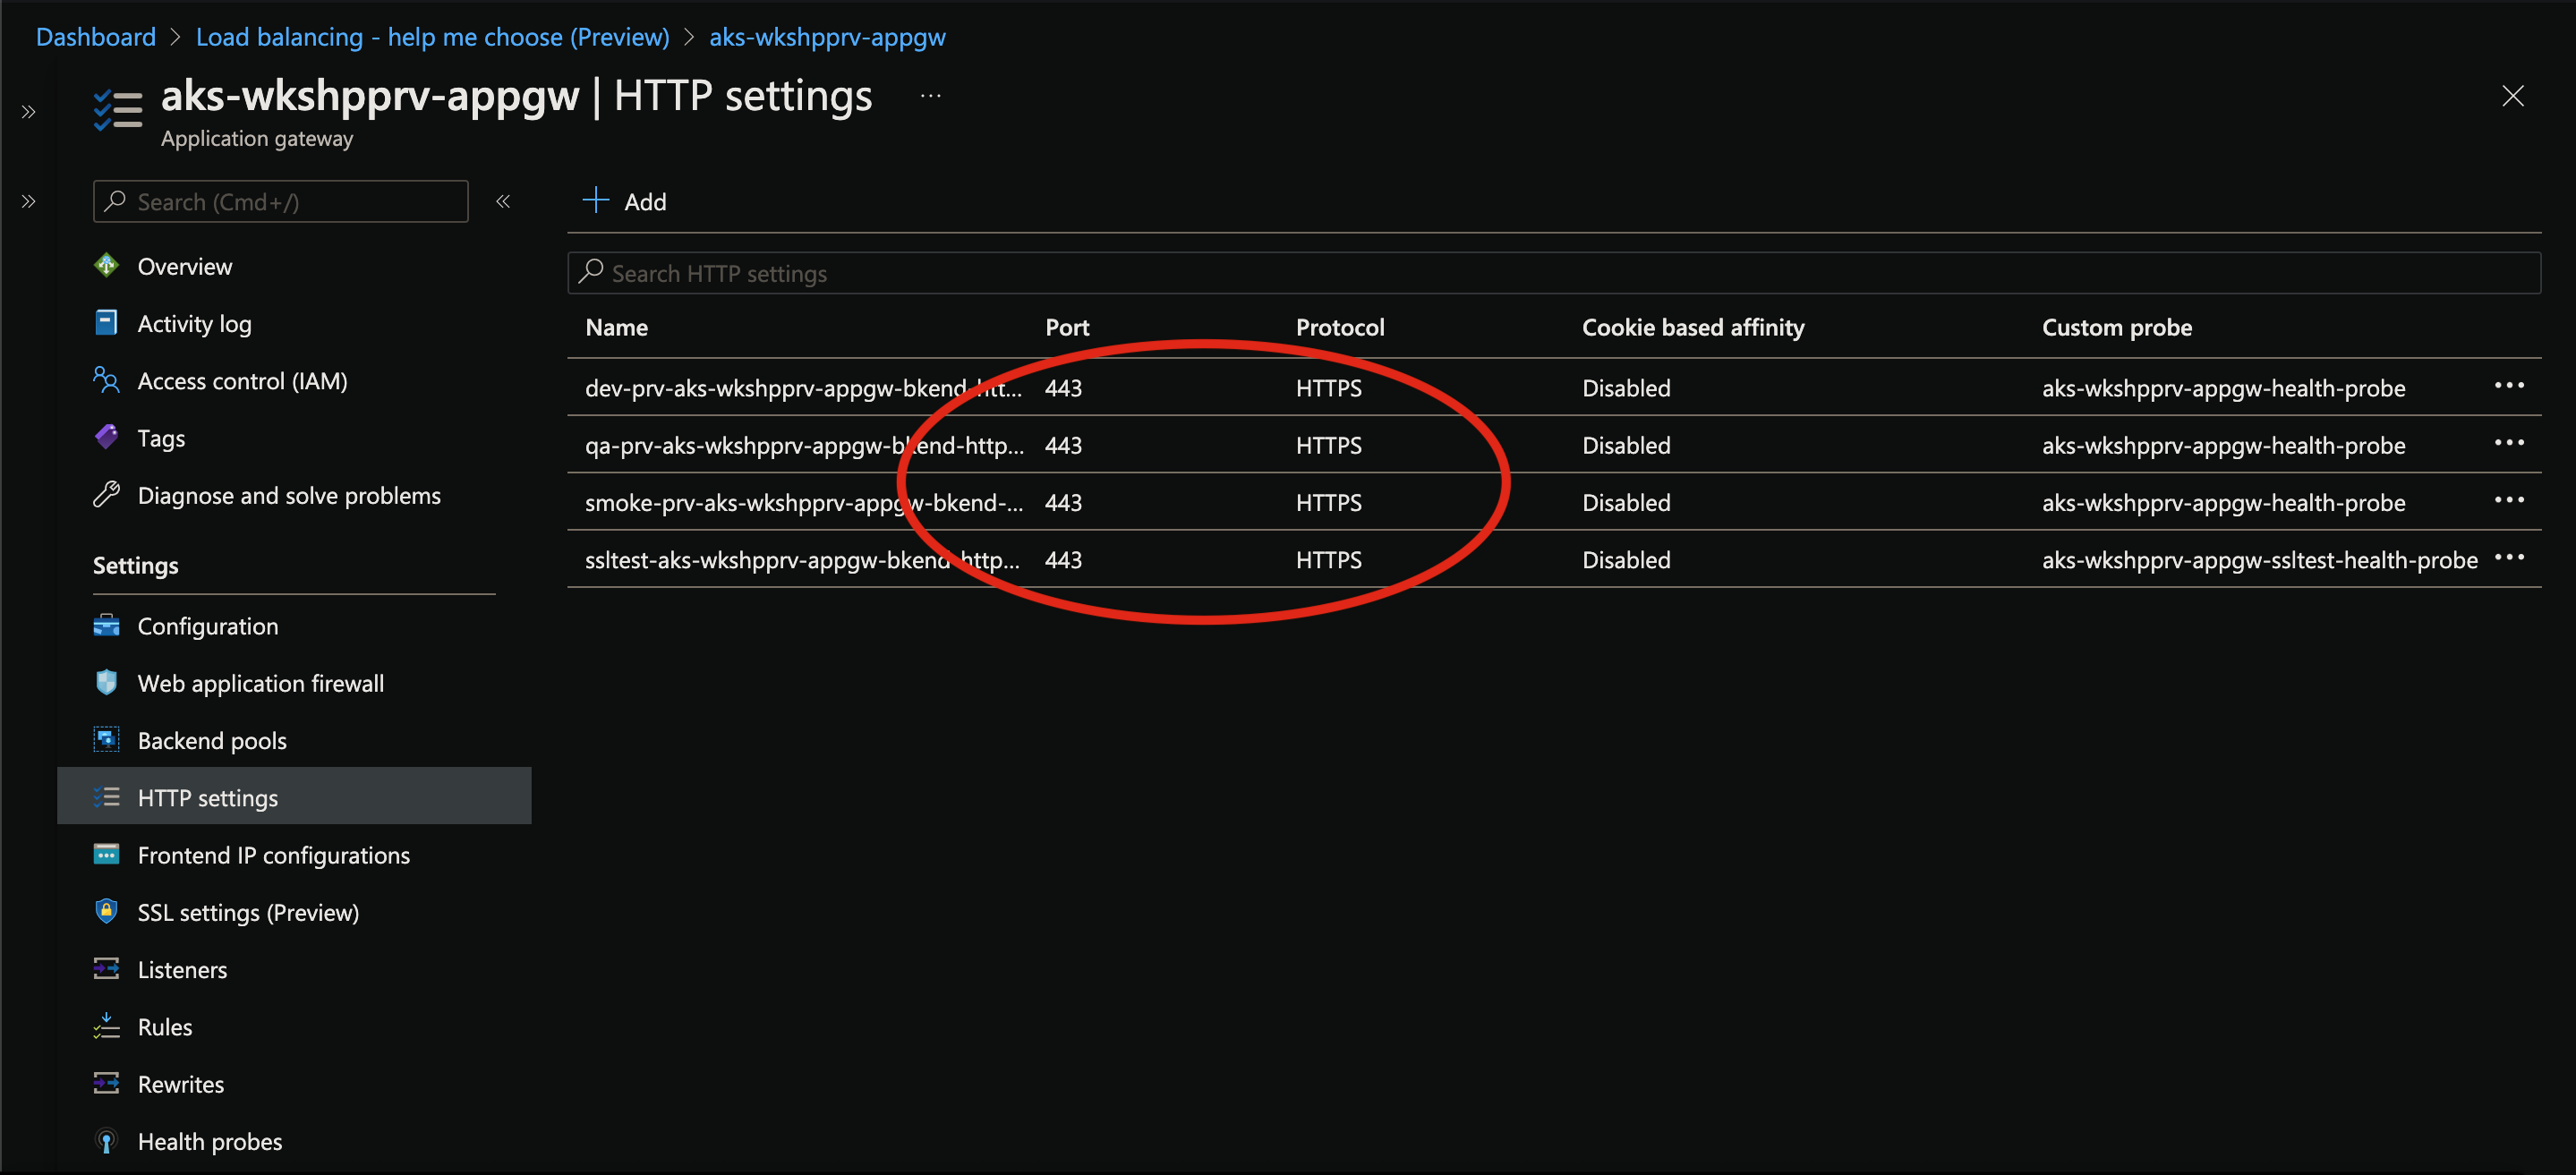 Dashboard > Load balancing - help me choose (Preview) > aks-wkshpprv-appgw
aks-wkshpprv-appgw | HTTP settings ...
Application gateway
Search (Cmd+/)
Overview
Activity log
Access control (IAM)
Tags
Diagnose and solve problems
Settings
Configuration
Web application firewall
Backend pools
HTTP settings
Frontend IP configurations
SSL settings (Preview)
Listeners
Rules
Rewrites
Health probes
Add
Search HTTP settings
Name Port Protocol Cookie based affinity Custom probe
dev-prv-aks-wkshpprv-appgw-bkend-htt... 443 HTTPS Disabled aks-wkshpprv-appgw-health-probe
qa-prv-aks-wkshpprv-appgw-bkend-http... 443 HTTPS Disabled aks-wkshpprv-appgw-health-probe
smoke-prv-aks-wkshpprv-appgw-bkend-... 443 HTTPS Disabled aks-wkshpprv-appgw-health-probe
ssltest-aks-wkshpprv-appgw-bkend-http... 443 HTTPS Disabled aks-wkshpprv-appgw-ssltest-health-probe